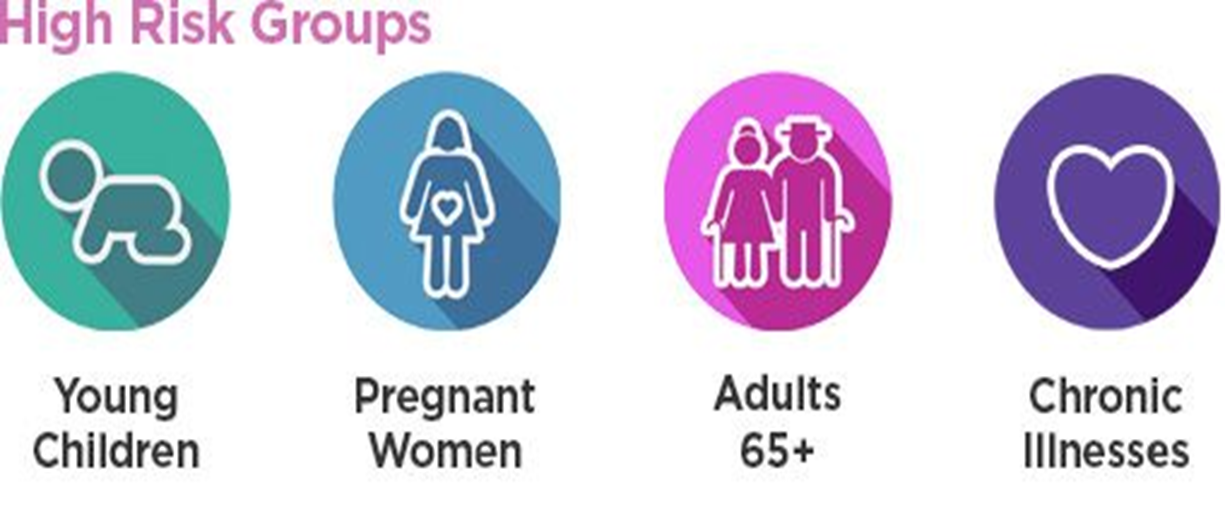 High Risk Groups
Young
Children
Pregnant
Women
Adults
65+
Chronic
Illnesses